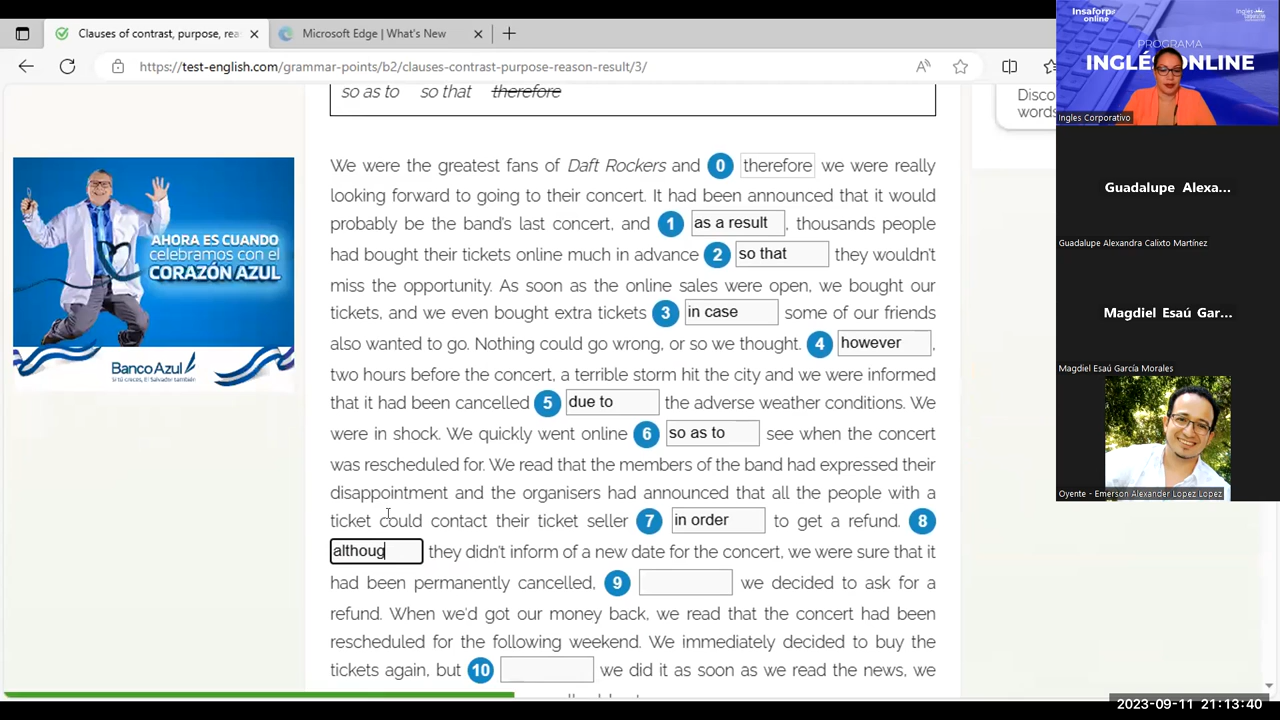 Clauses of contrast, purpose, rea
Microsoft Edge | What's New
https://test-english.com/grammar-points/b2/clauses-contrast-purpose-reason-result/3/
so as to so that therefore
Disco
words
We were the greatest fans of Daft Rockers and 0 therefore we were really
looking forward to going to their concert. It had been announced that it would
probably be the band's last concert, and 1 as a result , thousands people
had bought their tickets online much in advance 2 so that they wouldn't
miss the opportunity. As soon as the online sales were open, we bought our
tickets, and we even bought extra tickets 3 in case some of our friends
also wanted to go. Nothing could go wrong, or so we thought. 4 however ,
two hours before the concert, a terrible storm hit the city and we were informed
that it had been cancelled 5 due to the adverse weather conditions. We
were in shock. We quickly went online 6 so as to see when the concert
was rescheduled for. We read that the members of the band had expressed their
disappointment and the organisers had announced that all the people with a
ticket could contact their ticket seller 7 in order to get a refund. 8
althoug they didn't inform of a new date for the concert, we were sure that it
had been permanently cancelled, 9 we decided to ask for a
refund. When we'd got our money back, we read that the concert had been
rescheduled for the following weekend. We immediately decided to buy the
tickets again, but 10 we did it as soon as we read the news, we
AHORA ES CUANDO
celebramos con el
CORAZÓN AZUL
Banco Azul
Insaforp
online
PROGRAMA
INGLÉS ONLINE
Ingles Corporativo
Guadalupe Alexa...
Guadalupe Alexandra Calixto Martínez
Magdiel Esaú Gar...
Magdiel Esaú García Morales
Oyente - Emerson Alexander Lopez Lopez
2023-09-11 21:13:40